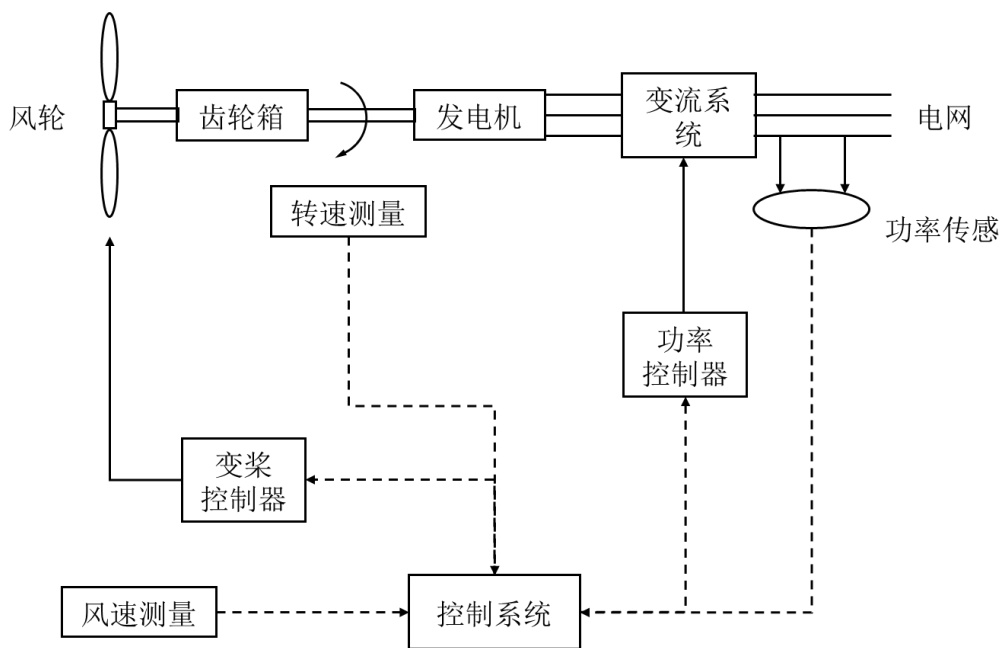 风轮
齿轮箱
发电机
变流系
统
电网
转速测量
功率传感
功率
控制器
变桨
控制器
风速测量
控制系统